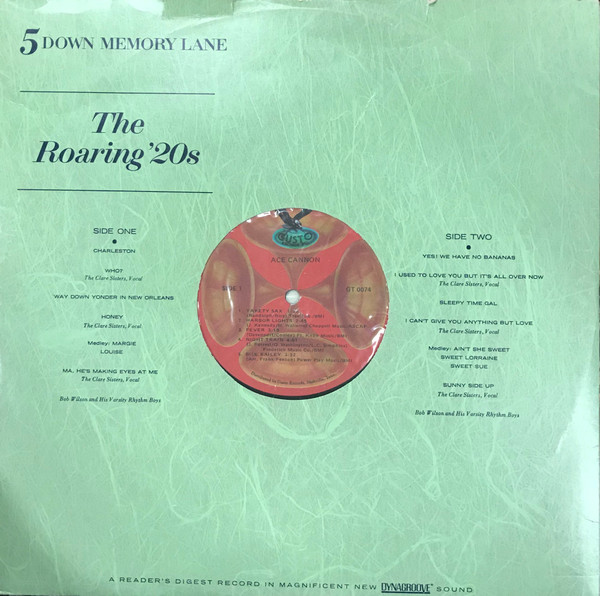 5 DOWN MEMORY LANE
The
Roaring '20s
SIDE ONE
CHARLESTON
WHO?
The Clare Sisters, Vocal
WAY DOWN YONDER IN NEW ORLEANS
HONEY
The Clare Sisters, Vocal
Medley: MARGIE
LOUISE
MA, HE'S MAKING EYES AT ME
The Clare Sisters, Vocal
Bob Wilson and His Varsity Rhythm Boys
GUSTO
ACE CANNON
SIDE 1
GT 0074
HARBOR LIGHTS
FEVER
NIGHT TRAIN
SIDE TWO
YES! WE HAVE NO BANANAS
I USED TO LOVE YOU BUT IT'S ALL OVER NOW
The Clare Sisters, Vocal
SLEEPY TIME GAL
I CAN'T GIVE YOU ANYTHING BUT LOVE
The Clare Sisters, Vocal
Medley: AIN'T SHE SWEET
SWEET LORRAINE
SWEET SUE
SUNNY SIDE UP
The Clare Sisters, Vocal
Bob Wilson and His Varsity Rhythm Boys
A READER'S DIGEST RECORD IN MAGNIFICENT NEW DYNAGROOVE SOUND